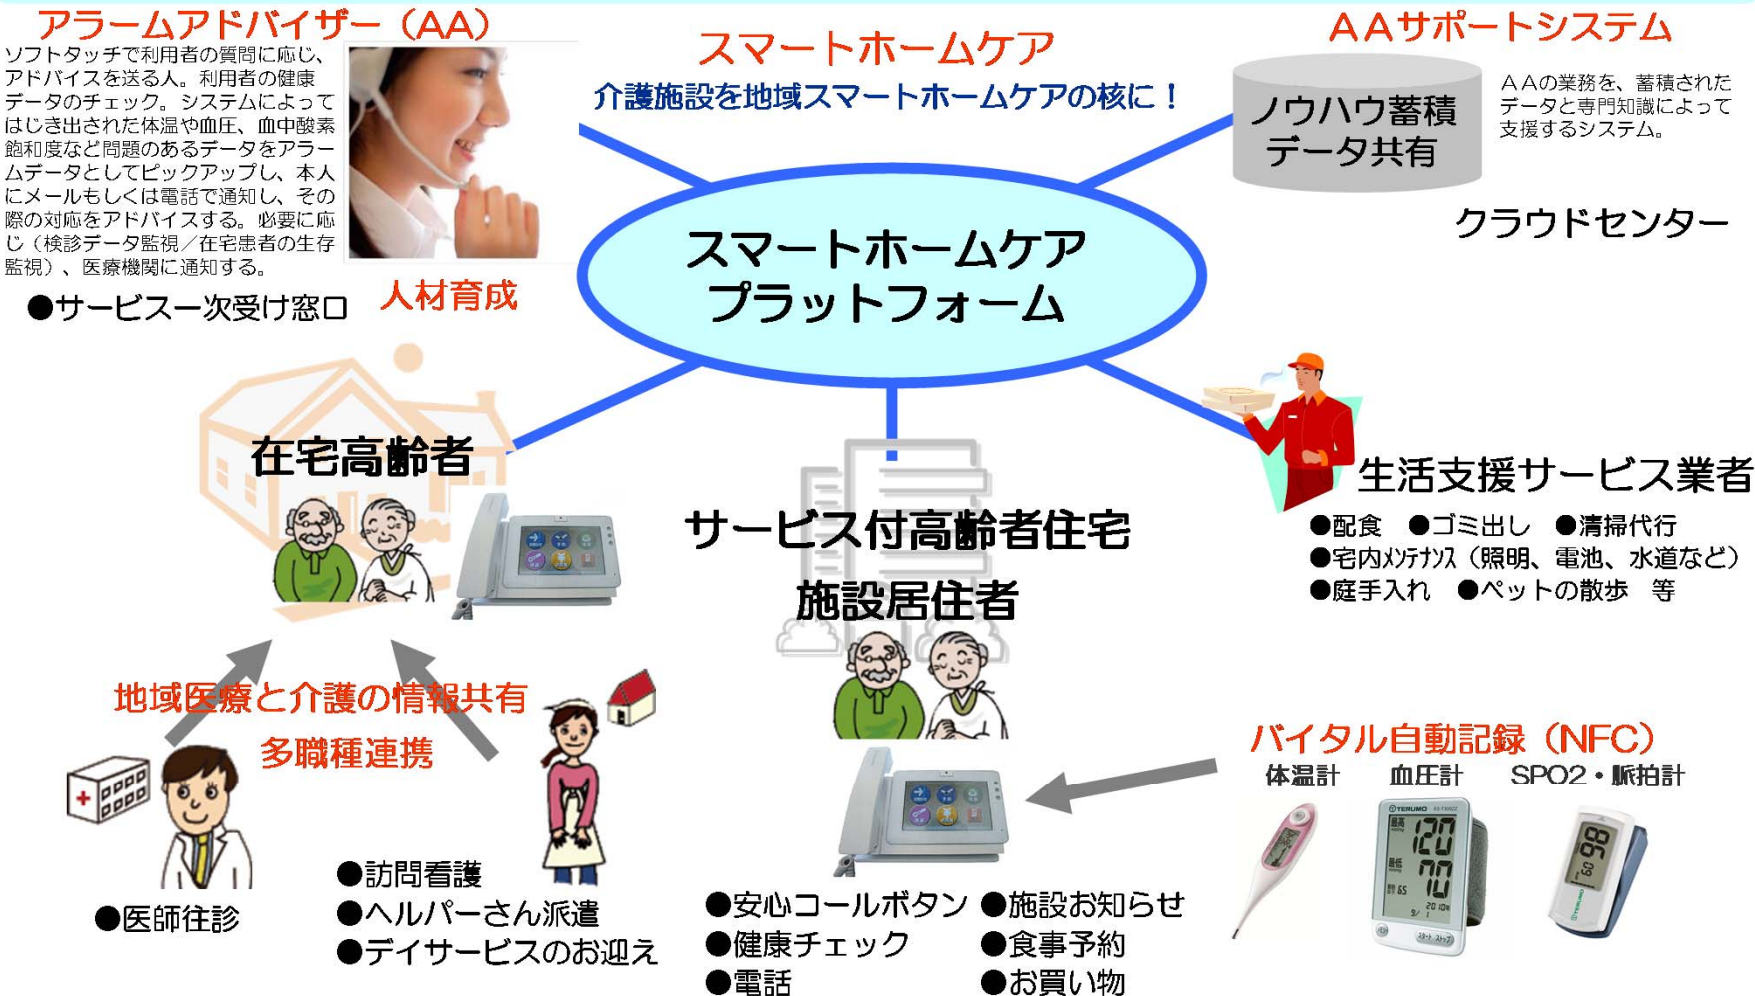 アラームアドバイザー（AA）
ソフトタッチで利用者の質問に応じ、
アドバイスを送る人。利用者の健康
データのチェック。システムによって
はじき出された体温や血圧、血中酸素
飽和度など問題のあるデータをアラー
ムデータとしてピックアップし、本人
にメールもしくは電話で通知し、その
際の対応をアドバイスする。必要に応
じ（検診データ監視／在宅患者の生存
監視）、医療機関に通知する。
●サービス一次受け窓口
人材育成
スマートホームケア
介護施設を地域スマートホームケアの核に！
AAサポートシステム
ノウハウ蓄積
データ共有
AAの業務を、蓄積された
データと専門知識によって
支援するシステム。
クラウドセンター
スマートホームケア
プラットフォーム
在宅高齢者
サービス付高齢者住宅
施設居住者
生活支援サービス業者
●配食　●ゴミ出し　●清掃代行
●宅内ﾒﾝﾃﾅﾝｽ（照明、電池、水道など）
●庭手入れ　●ペットの散歩　等
地域医療と介護の情報共有
多職種連携
●医師往診
●訪問看護
●ヘルパーさん派遣
●デイサービスのお迎え
●安心コールボタン
●健康チェック
●電話
●施設お知らせ
●食事予約
●お買い物
バイタル自動記録（NFC）
体温計　血圧計　SPO2・脈拍計
TERUMO
最高
120
最低
70
65
2010
9/ 1
スタート/ストップ
98
60
TERUMO